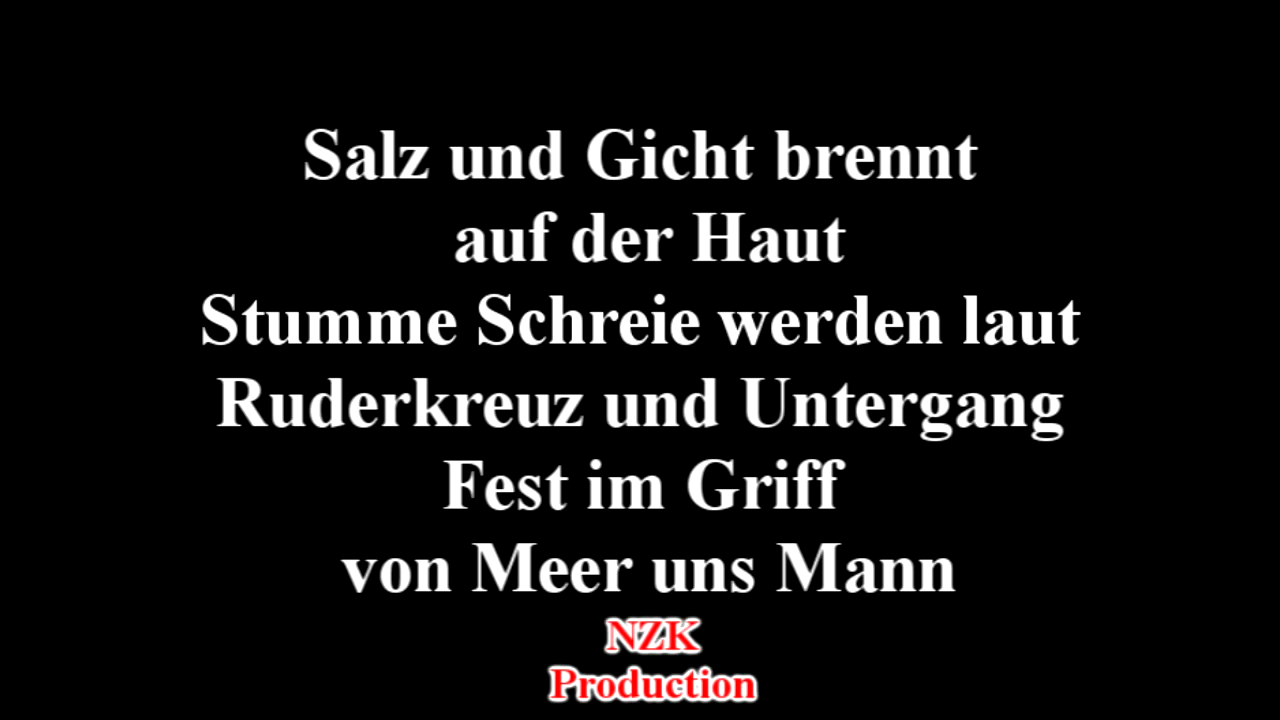 Salz und Gicht brennt
auf der Haut
Stumme Schreie werden laut
Ruderkreuz und Untergang
Fest im Griff
von Meer uns Mann
NZK
Production